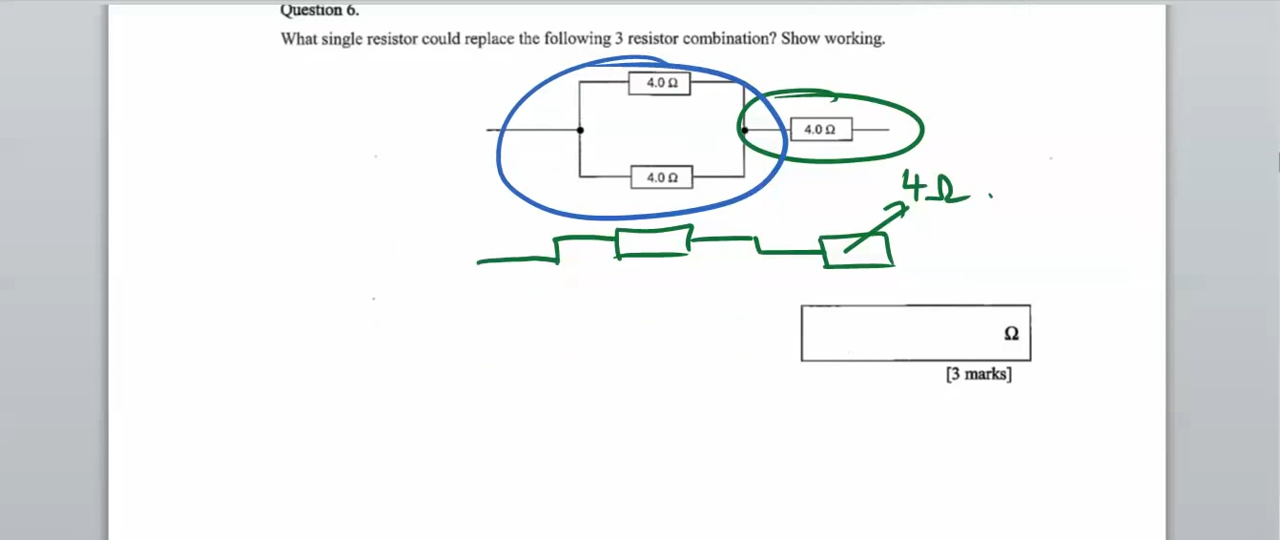 Question 6.
What single resistor could replace the following 3 resistor combination? Show working.
4.0 Ω
4.0 Ω
4.0 Ω
4Ω .
Ω
[3 marks]